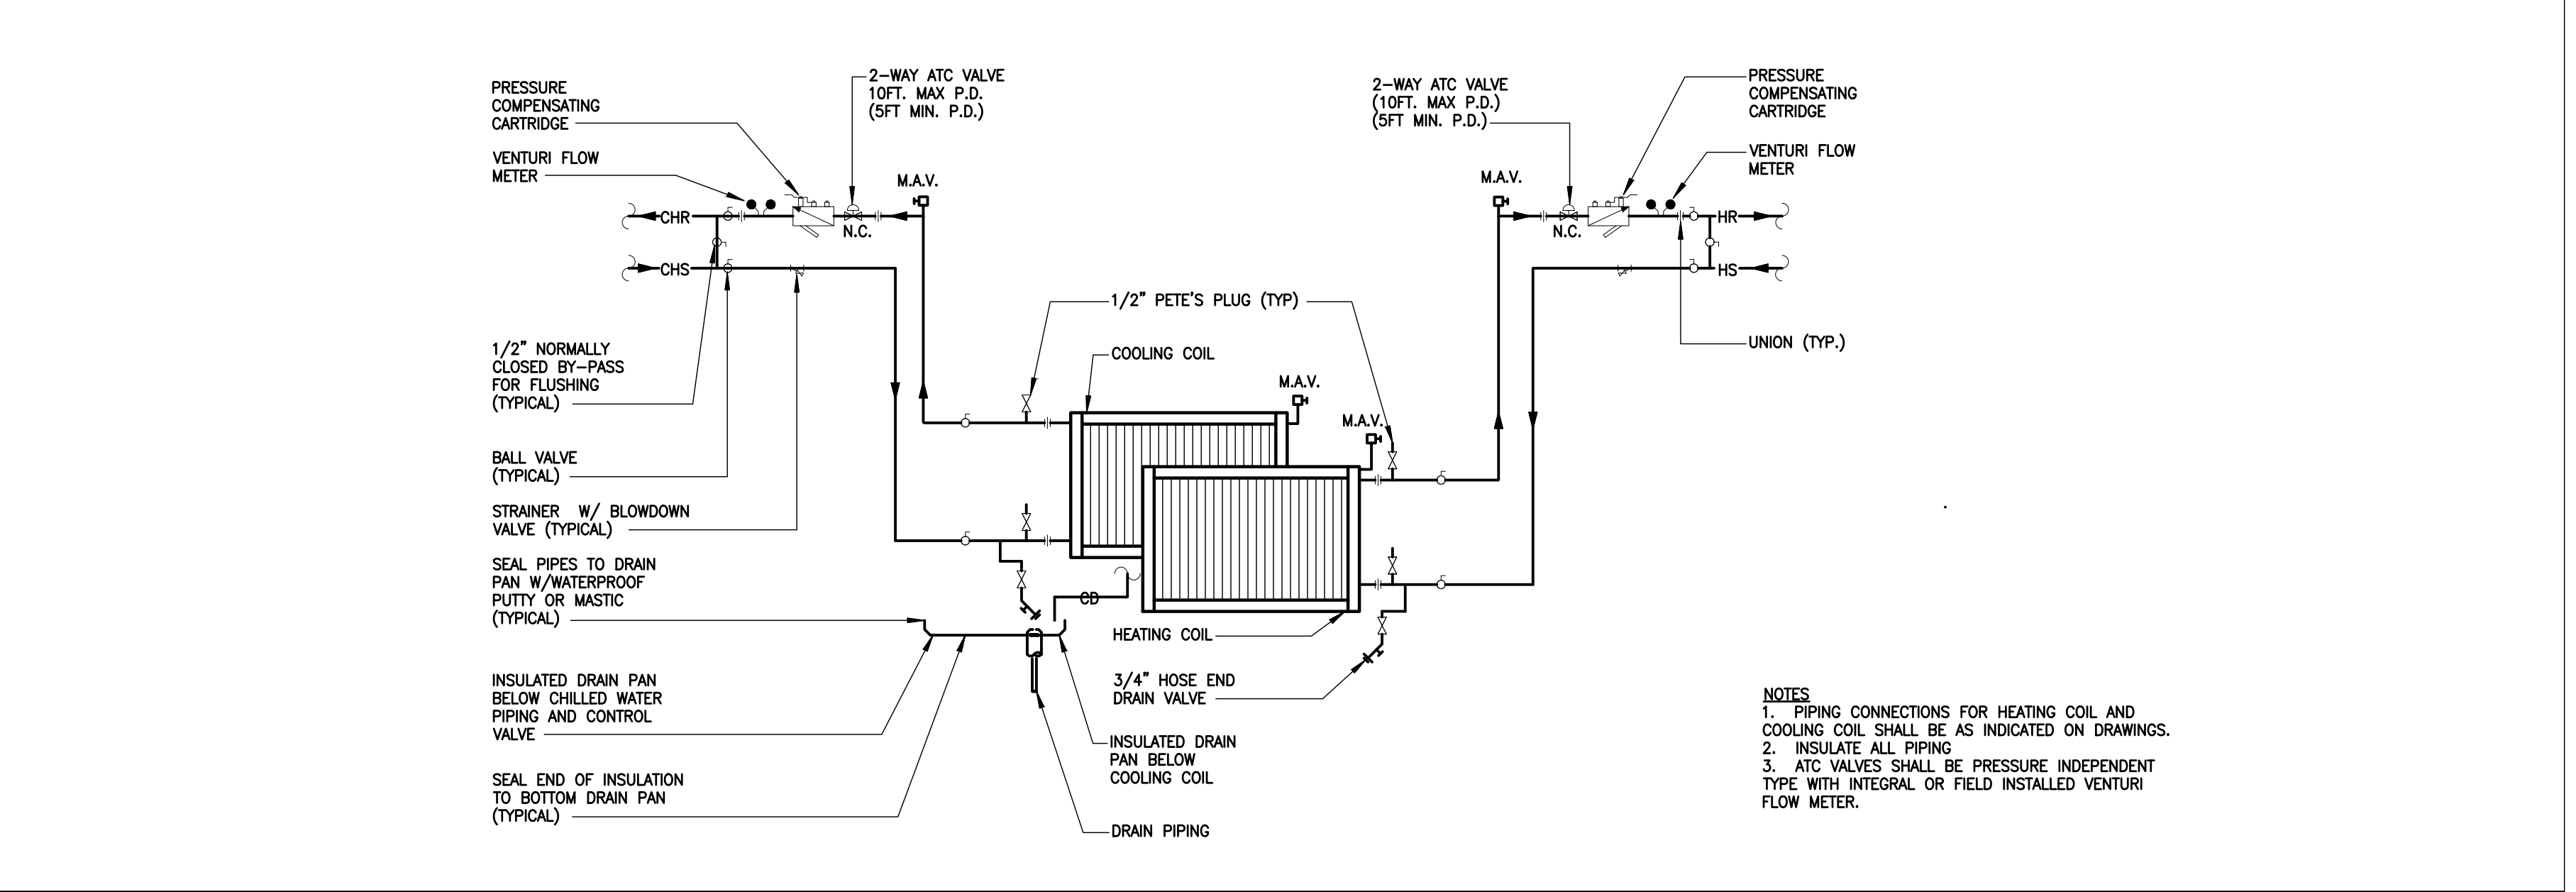 PRESSURE
COMPENSATING
CARTRIDGE
VENTURI FLOW
METER
2-WAY ATC VALVE
10FT. MAX P.D.
(5FT MIN. P.D.)
M.A.V.
N.C.
CHR
CHS
2-WAY ATC VALVE
(10FT. MAX P.D.)
(5FT MIN. P.D.)
PRESSURE
COMPENSATING
CARTRIDGE
VENTURI FLOW
METER
M.A.V.
N.C.
HR
HS
UNION (TYP.)
1/2" PETE'S PLUG (TYP)
COOLING COIL
M.A.V.
M.A.V.
1/2" NORMALLY
CLOSED BY-PASS
FOR FLUSHING
(TYPICAL)
BALL VALVE
(TYPICAL)
STRAINER W/ BLOWDOWN
VALVE (TYPICAL)
SEAL PIPES TO DRAIN
PAN W/WATERPROOF
PUTTY OR MASTIC
(TYPICAL)
CD
HEATING COIL
3/4" HOSE END
DRAIN VALVE
INSULATED DRAIN PAN
BELOW CHILLED WATER
PIPING AND CONTROL
VALVE
INSULATED DRAIN
PAN BELOW
COOLING COIL
SEAL END OF INSULATION
TO BOTTOM DRAIN PAN
(TYPICAL)
DRAIN PIPING
NOTES
1. PIPING CONNECTIONS FOR HEATING COIL AND
COOLING COIL SHALL BE AS INDICATED ON DRAWINGS.
2. INSULATE ALL PIPING
3. ATC VALVES SHALL BE PRESSURE INDEPENDENT
TYPE WITH INTEGRAL OR FIELD INSTALLED VENTURI
FLOW METER.